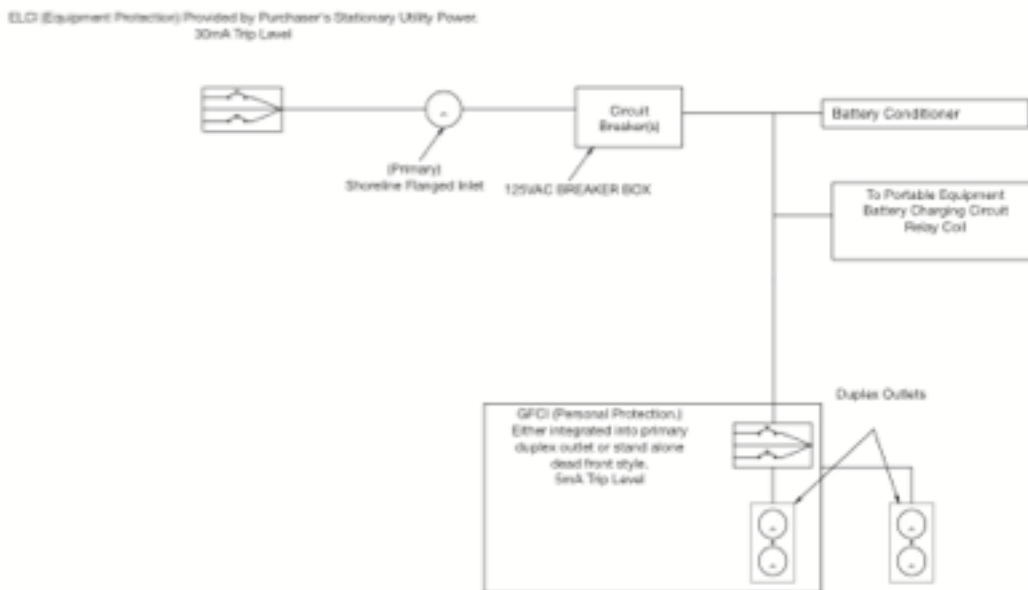 ELCI (Equipment Protection) Provided by Purchaser's Stationary Utility Power.
30mA Trip Level
Circuit
Breaker(s)
Battery Conditioner
(Primary)
Shoreline Flanged Inlet
125VAC BREAKER BOX
To Portable Equipment
Battery Charging Circuit
Relay Coil
Duplex Outlets
GFCI (Personal Protection.)
Either integrated into primary
duplex outlet or stand alone
dead front style.
5mA Trip Level